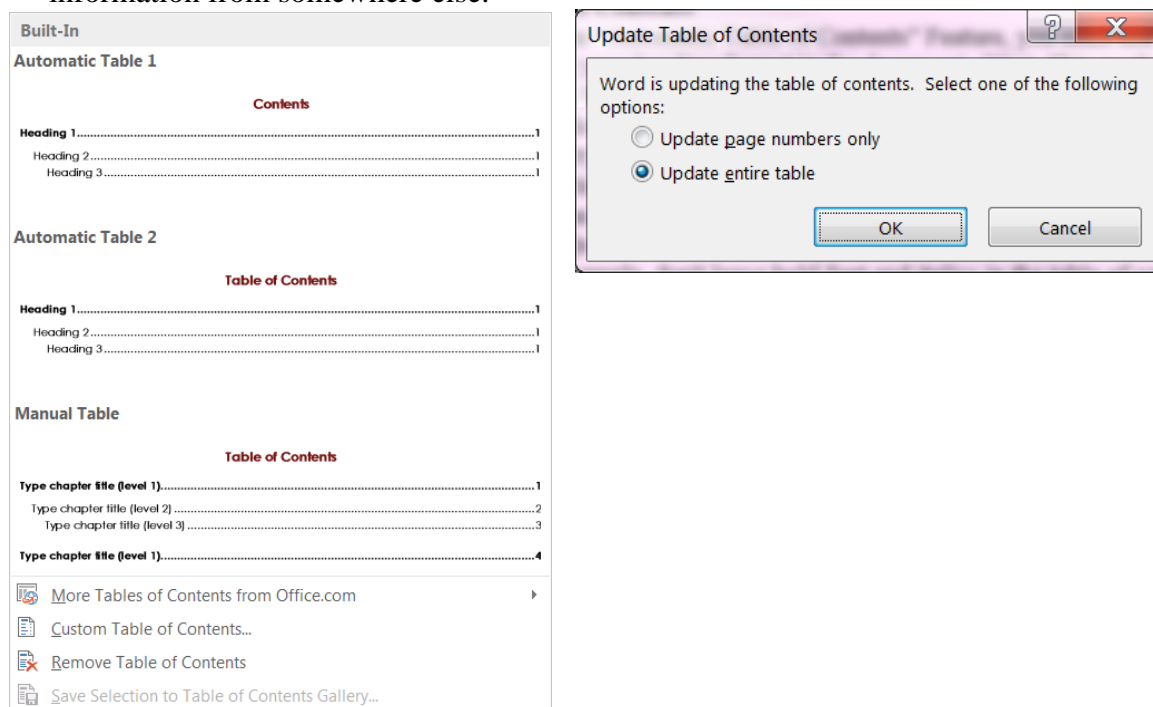 information from somewhere else.
Built-In
Automatic Table 1
Contents
Heading 1.......................................................................................................................................................1
Heading 2..................................................................................................................................................1
Heading 3.............................................................................................................................................1
Automatic Table 2
Table of Contents
Heading 1.......................................................................................................................................................1
Heading 2..................................................................................................................................................1
Heading 3.............................................................................................................................................1
Manual Table
Table of Contents
Type chapter title (level 1)............................................................................................................................1
Type chapter title (level 2) ........................................................................................................................2
Type chapter title (level 3) ...................................................................................................................3
Type chapter title (level 1)............................................................................................................................4
More Tables of Contents from Office.com
Custom Table of Contents...
Remove Table of Contents
Save Selection to Table of Contents Gallery...
Update Table of Contents
Word is updating the table of contents. Select one of the following
options:
Update page numbers only
Update entire table
OK Cancel